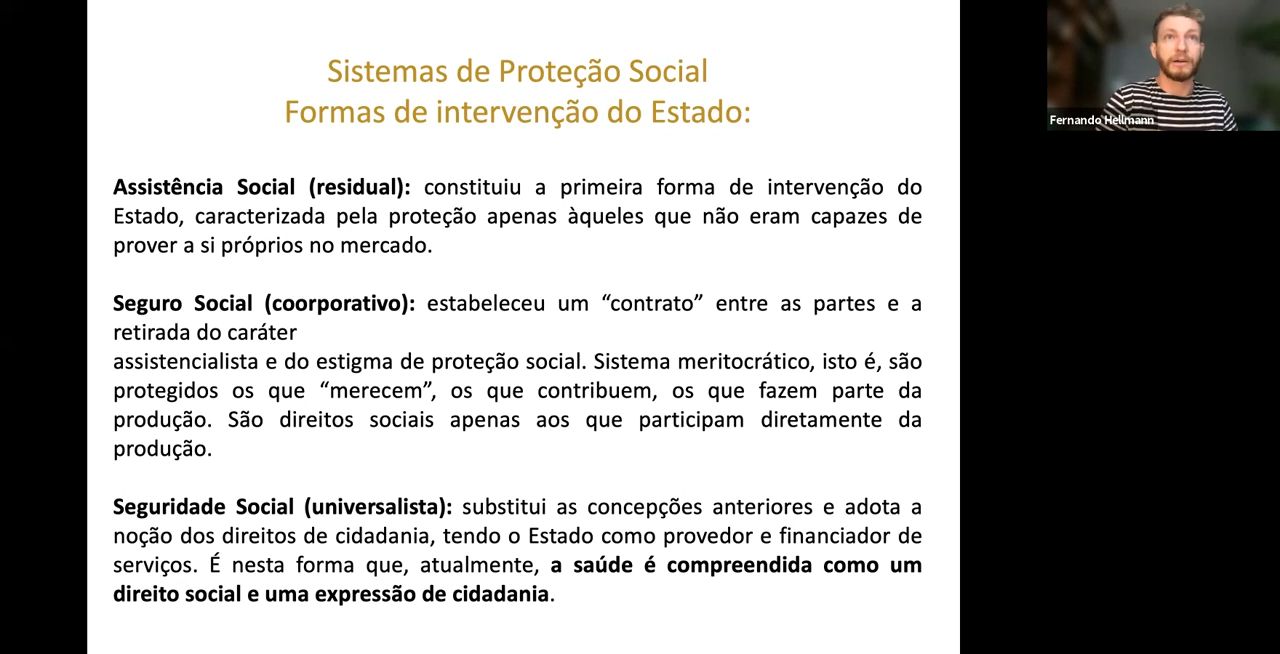 Sistemas de Proteção Social
Formas de intervenção do Estado:
Assistência Social (residual): constituiu a primeira forma de intervenção do
Estado, caracterizada pela proteção apenas àqueles que não eram capazes de
prover a si próprios no mercado.
Seguro Social (coorporativo): estabeleceu um “contrato” entre as partes e a
retirada do caráter
assistencialista e do estigma de proteção social. Sistema meritocrático, isto é, são
protegidos os que “merecem”, os que contribuem, os que fazem parte da
produção. São direitos sociais apenas aos que participam diretamente da
produção.
Seguridade Social (universalista): substitui as concepções anteriores e adota a
noção dos direitos de cidadania, tendo o Estado como provedor e financiador de
serviços. É nesta forma que, atualmente, a saúde é compreendida como um
direito social e uma expressão de cidadania.
Fernando Hellmann